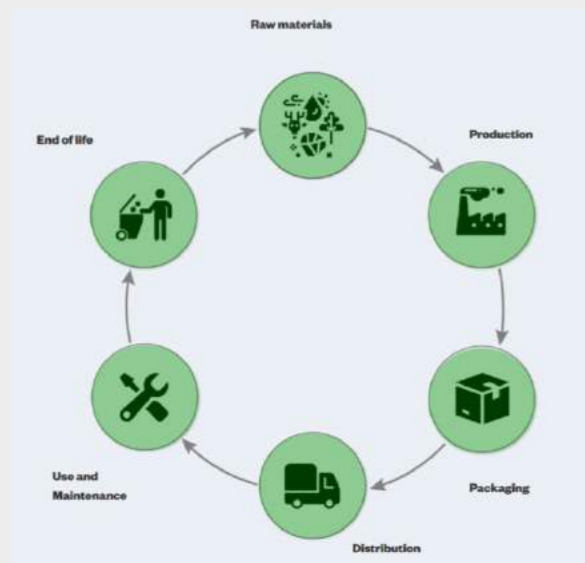 Raw materials
Production
End of life
Use and
Maintenance
Packaging
Distribution